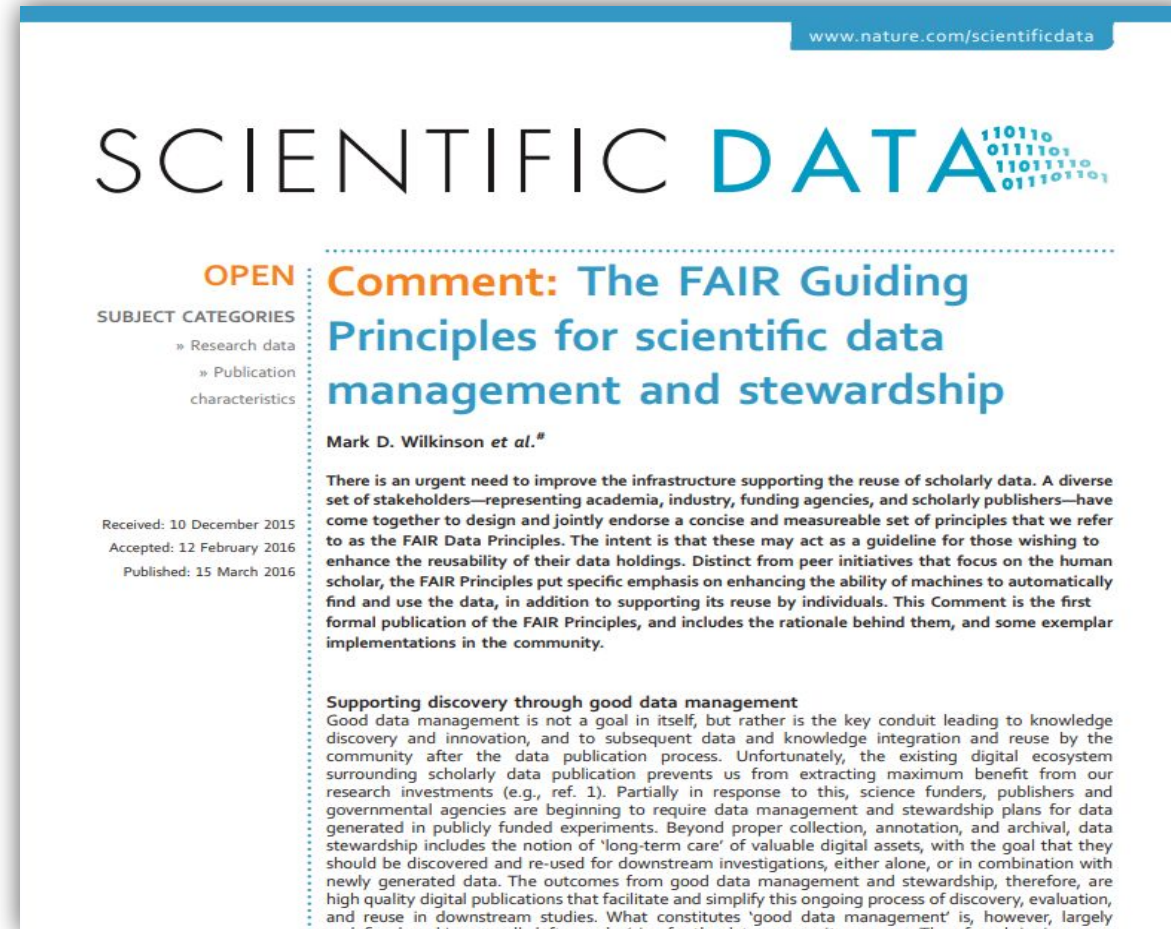 www.nature.com/scientificdata
SCIENTIFIC DATA
110110
0111101
11011110
011101101
OPEN
SUBJECT CATEGORIES
» Research data
» Publication
characteristics
Received: 10 December 2015
Accepted: 12 February 2016
Published: 15 March 2016
Comment: The FAIR Guiding
Principles for scientific data
management and stewardship
Mark D. Wilkinson et al.#
There is an urgent need to improve the infrastructure supporting the reuse of scholarly data. A diverse
set of stakeholders—representing academia, industry, funding agencies, and scholarly publishers—have
come together to design and jointly endorse a concise and measureable set of principles that we refer
to as the FAIR Data Principles. The intent is that these may act as a guideline for those wishing to
enhance the reusability of their data holdings. Distinct from peer initiatives that focus on the human
scholar, the FAIR Principles put specific emphasis on enhancing the ability of machines to automatically
find and use the data, in addition to supporting its reuse by individuals. This Comment is the first
formal publication of the FAIR Principles, and includes the rationale behind them, and some exemplar
implementations in the community.
Supporting discovery through good data management
Good data management is not a goal in itself, but rather is the key conduit leading to knowledge
discovery and innovation, and to subsequent data and knowledge integration and reuse by the
community after the data publication process. Unfortunately, the existing digital ecosystem
surrounding scholarly data publication prevents us from extracting maximum benefit from our
research investments (e.g., ref. 1). Partially in response to this, science funders, publishers and
governmental agencies are beginning to require data management and stewardship plans for data
generated in publicly funded experiments. Beyond proper collection, annotation, and archival, data
stewardship includes the notion of ‘long-term care’ of valuable digital assets, with the goal that they
should be discovered and re-used for downstream investigations, either alone, or in combination with
newly generated data. The outcomes from good data management and stewardship, therefore, are
high quality digital publications that facilitate and simplify this ongoing process of discovery, evaluation,
and reuse in downstream studies. What constitutes ‘good data management’ is, however, largely